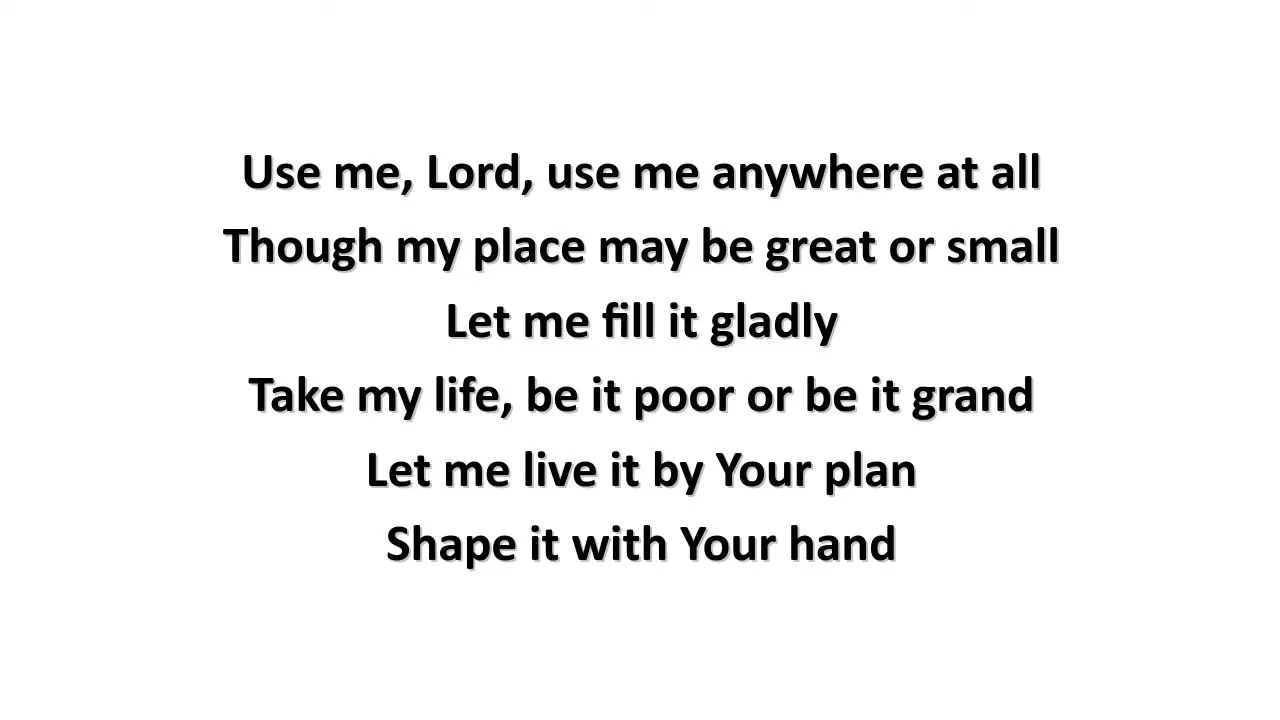 Use me, Lord, use me anywhere at all
Though my place may be great or small
Let me fill it gladly
Take my life, be it poor or be it grand
Let me live it by Your plan
Shape it with Your hand